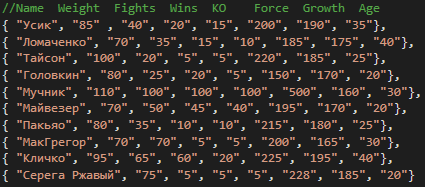 //Name Weight Fights Wins KO Force Growth Age
{ "Усик", "85" , "40", "20", "15", "200", "190", "35"},
{ "Ломаченко", "70", "35", "15", "10", "185", "175", "40"},
{ "Тайсон", "100", "20", "5", "5", "220", "185", "25"},
{ "Головкин", "80", "25", "20", "5", "150", "170", "20"},
{ "Мучник", "110", "100", "100", "100", "500", "160", "30"},
{ "Майвезер", "70", "50", "45", "40", "195", "170", "20"},
{ "Пакьяо", "80", "35", "10", "10", "215", "180", "25"},
{ "МакГрегор", "70", "70", "5", "5", "200", "165", "30"},
{ "Кличко", "95", "65", "60", "20", "225", "195", "40"},
{ "Серега Ржавый", "75", "5", "5", "5", "228", "185", "20"}